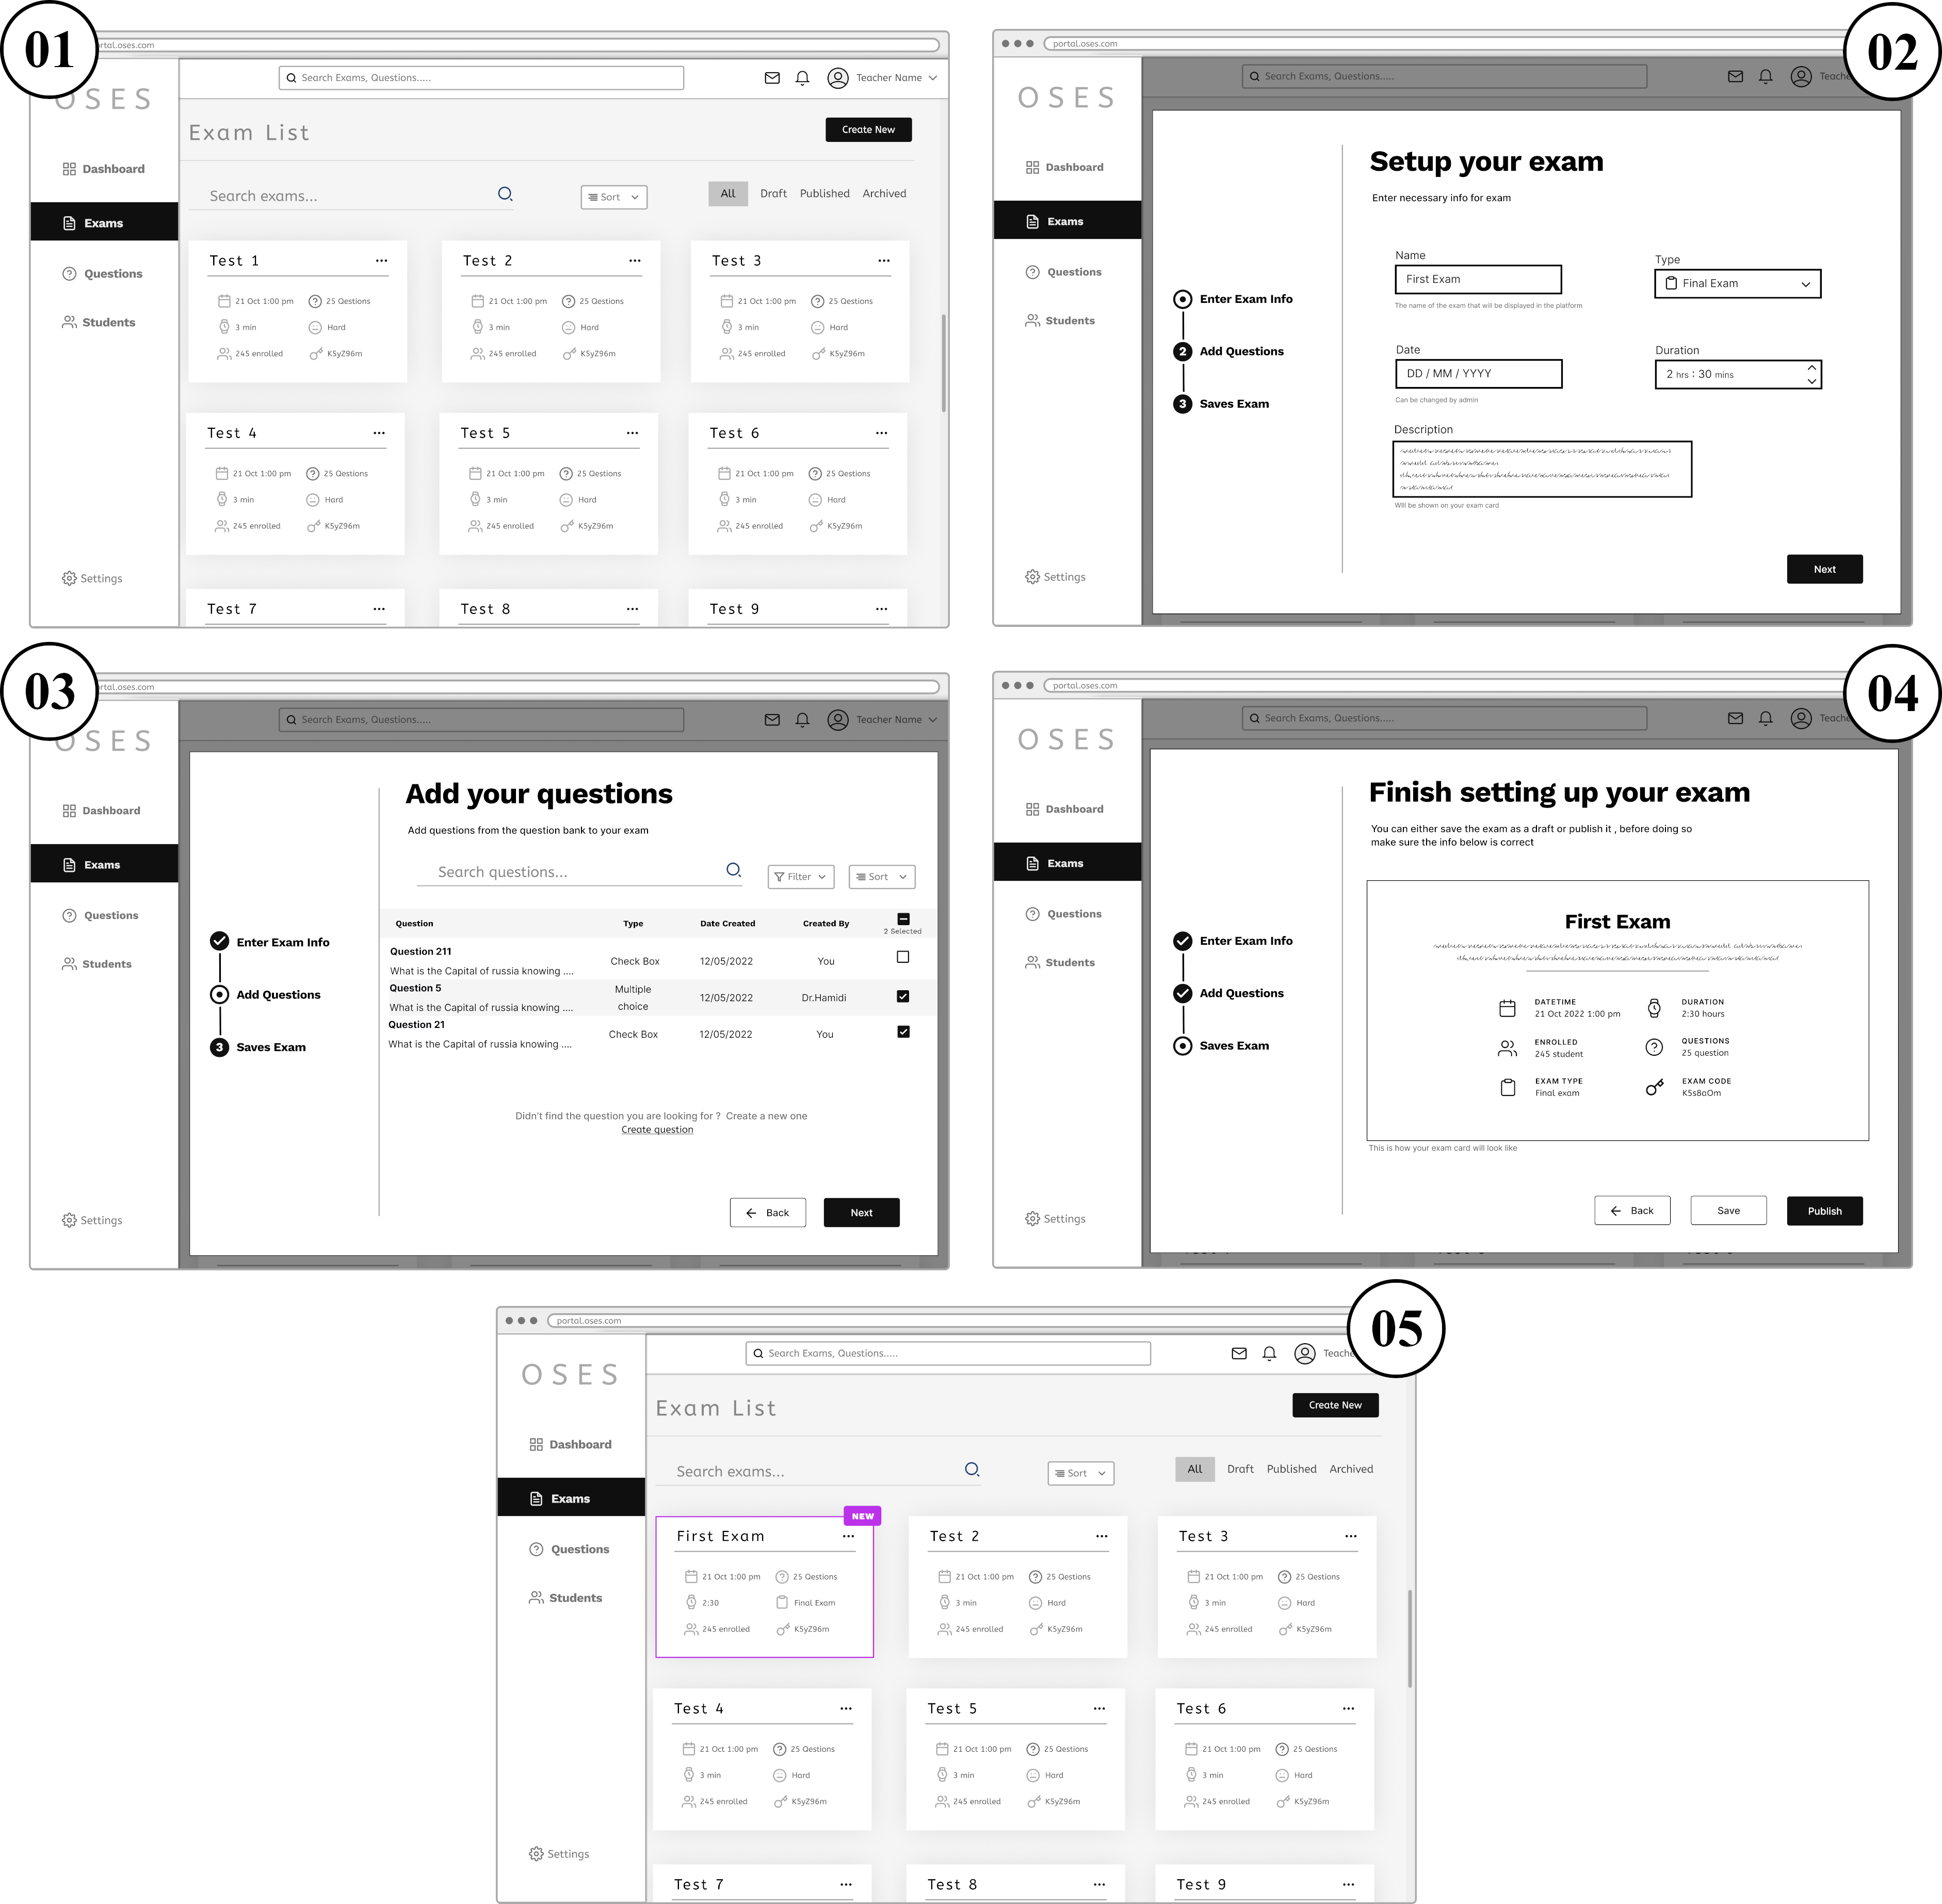 01
rtal.oses.com
OSES
Search Exams, Questions.....
Teacher Name
Dashboard
Exams
Questions
Students
Settings
Exam List
Create New
Search exams...
Sort
All Draft Published Archived
Test 1 ...
21 Oct 1:00 pm 25 Qestions
3 min Hard
245 enrolled K5yZ96m
Test 2 ...
21 Oct 1:00 pm 25 Qestions
3 min Hard
245 enrolled K5yZ96m
Test 3 ...
21 Oct 1:00 pm 25 Qestions
3 min Hard
245 enrolled K5yZ96m
Test 4 ...
21 Oct 1:00 pm 25 Qestions
3 min Hard
245 enrolled K5yZ96m
Test 5 ...
21 Oct 1:00 pm 25 Qestions
3 min Hard
245 enrolled K5yZ96m
Test 6 ...
21 Oct 1:00 pm 25 Qestions
3 min Hard
245 enrolled K5yZ96m
Test 7 ...
Test 8 ...
Test 9 ...
02
portal.oses.com
OSES
Search Exams, Questions.....
Teache
Dashboard
Exams
Questions
Students
Settings
Enter Exam Info
2 Add Questions
3 Saves Exam
Setup your exam
Enter necessary info for exam
Name
First Exam
The name of the exam that will be displayed in the platform
Type
Final Exam
Date
DD / MM / YYYY
Can be changed by admin
Duration
2 hrs : 30 mins
Description
Will be shown on your exam card
Next
03
rtal.oses.com
OSES
Search Exams, Questions.....
Teacher Name
Dashboard
Exams
Questions
Students
Settings
Enter Exam Info
Add Questions
3 Saves Exam
Add your questions
Add questions from the question bank to your exam
Search questions...
Filter
Sort
Question Type Date Created Created By
2 Selected
Question 211
What is the Capital of russia knowing ....
Check Box 12/05/2022 You
Question 5
What is the Capital of russia knowing ....
Multiple
choice
12/05/2022 Dr.Hamidi
Question 21
What is the Capital of russia knowing ....
Check Box 12/05/2022 You
Didn't find the question you are looking for ? Create a new one
Create question
Back
Next
04
portal.oses.com
OSES
Search Exams, Questions.....
Teache
Dashboard
Exams
Questions
Students
Settings
Enter Exam Info
Add Questions
Saves Exam
Finish setting up your exam
You can either save the exam as a draft or publish it , before doing so
make sure the info below is correct
First Exam
DATETIME
21 Oct 2022 1:00 pm
DURATION
2:30 hours
ENROLLED
245 student
QUESTIONS
25 question
EXAM TYPE
Final exam
EXAM CODE
K5s8aOm
This is how your exam card will look like
Back
Save
Publish
05
portal.oses.com
OSES
Search Exams, Questions.....
Teache
Dashboard
Exams
Questions
Students
Settings
Exam List
Create New
Search exams...
Sort
All Draft Published Archived
NEW
First Exam ...
21 Oct 1:00 pm 25 Qestions
2:30 Final Exam
245 enrolled K5yZ96m
Test 2 ...
21 Oct 1:00 pm 25 Qestions
3 min Hard
245 enrolled K5yZ96m
Test 3 ...
21 Oct 1:00 pm 25 Qestions
3 min Hard
245 enrolled K5yZ96m
Test 4 ...
21 Oct 1:00 pm 25 Qestions
3 min Hard
245 enrolled K5yZ96m
Test 5 ...
21 Oct 1:00 pm 25 Qestions
3 min Hard
245 enrolled K5yZ96m
Test 6 ...
21 Oct 1:00 pm 25 Qestions
3 min Hard
245 enrolled K5yZ96m
Test 7 ...
Test 8 ...
Test 9 ...